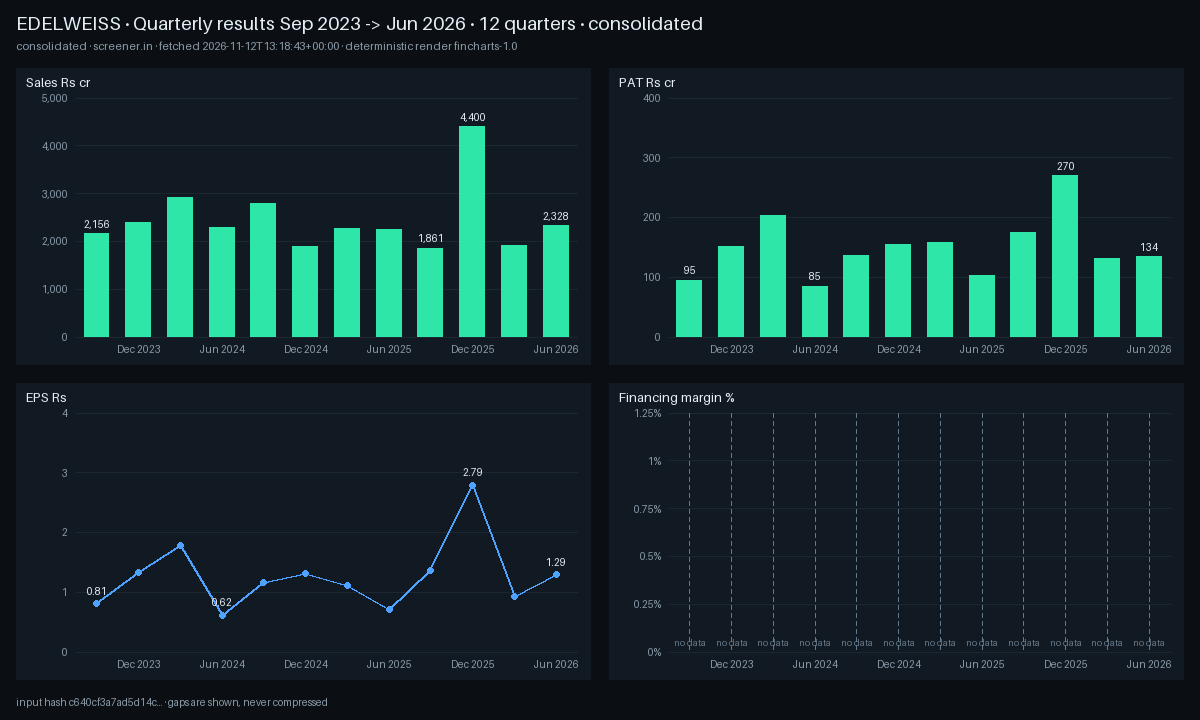 EDELWEISS · Quarterly results Sep 2023 -> Jun 2026 · 12 quarters · consolidated
consolidated · screener.in · fetched 2026-11-12T13:18:43+00:00 · deterministic render fincharts-1.0
Sales Rs cr
5,000
4,000
3,000
2,000
1,000
0
2,156
1,861
4,400
2,328
Dec 2023 Jun 2024 Dec 2024 Jun 2025 Dec 2025 Jun 2026
PAT Rs cr
400
300
200
100
0
95
85
270
134
Dec 2023 Jun 2024 Dec 2024 Jun 2025 Dec 2025 Jun 2026
EPS Rs
4
3
2
1
0
0.81
0.62
2.79
1.29
Dec 2023 Jun 2024 Dec 2024 Jun 2025 Dec 2025 Jun 2026
Financing margin %
1.25%
1%
0.75%
0.5%
0.25%
0%
no data no data no data no data no data no data no data no data no data no data no data no data
Dec 2023 Jun 2024 Dec 2024 Jun 2025 Dec 2025 Jun 2026
input hash c640cf3a7ad5d14c… · gaps are shown, never compressed